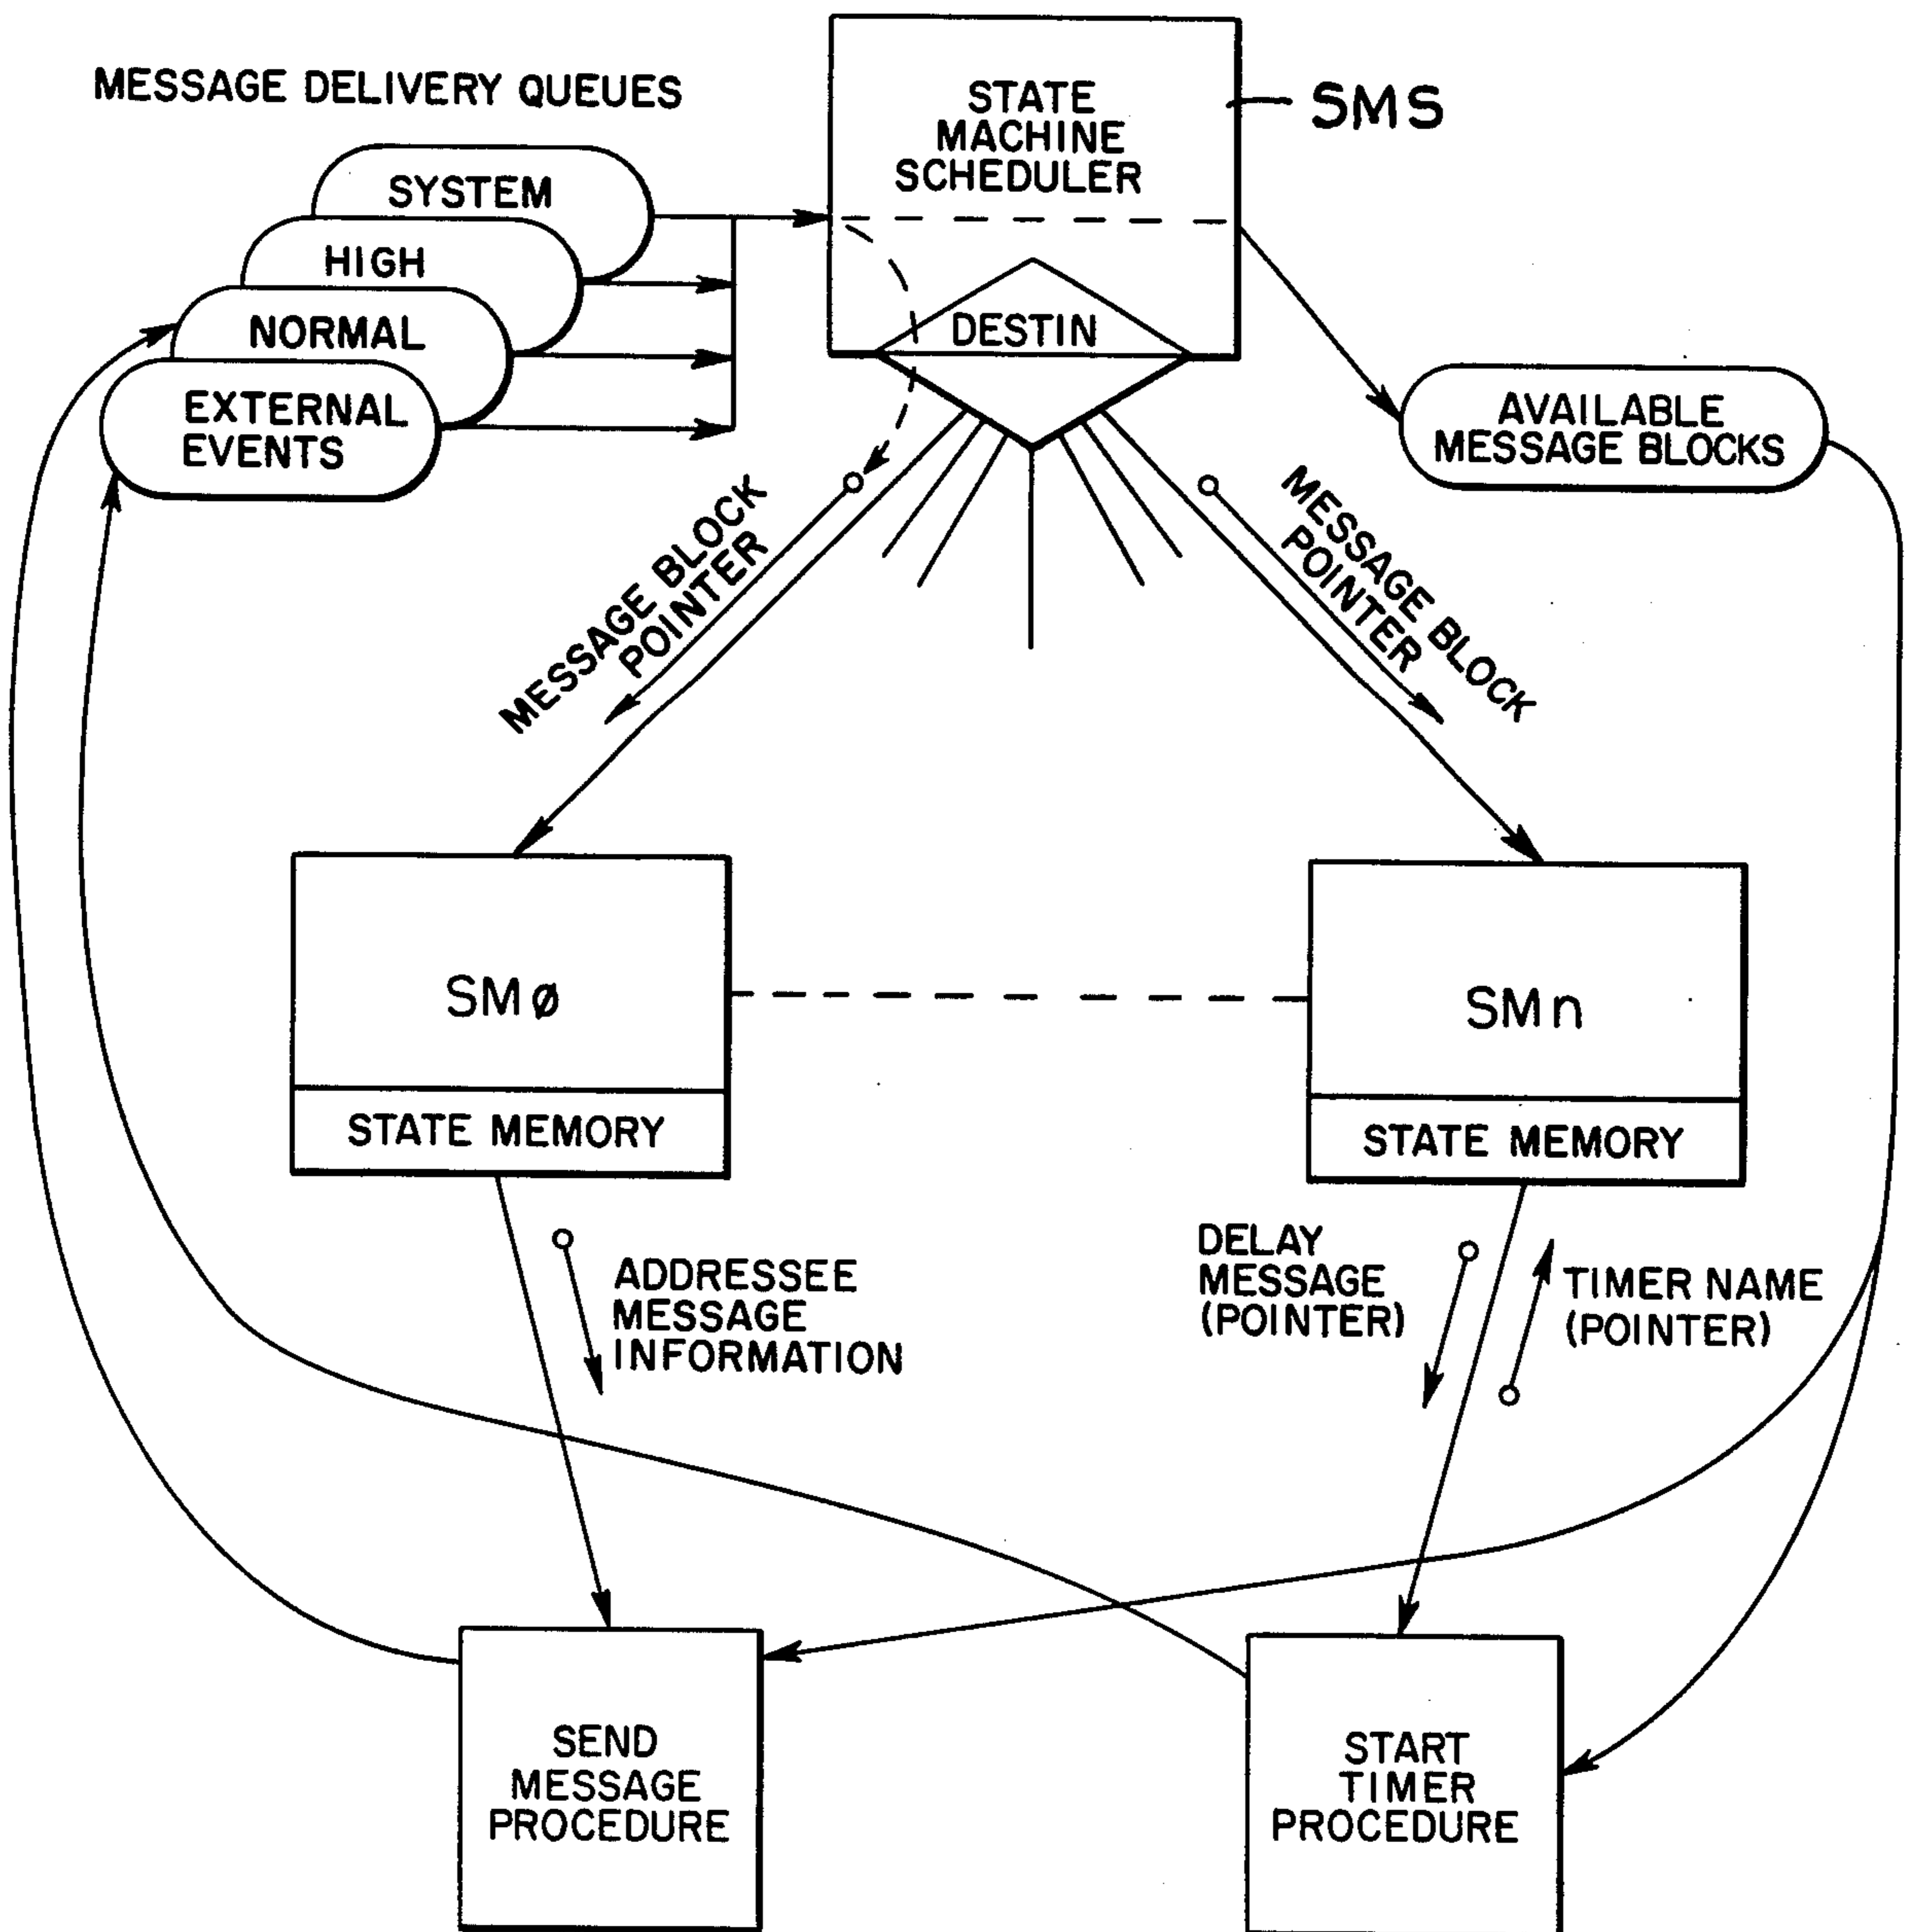 MESSAGE DELIVERY QUEUES
STATE
MACHINE
SCHEDULER
SMS
SYSTEM
HIGH
NORMAL
EXTERNAL
EVENTS
DESTIN
AVAILABLE
MESSAGE BLOCKS
MESSAGE BLOCK
POINTER
MESSAGE BLOCK
POINTER
SMø
SMn
STATE MEMORY
STATE MEMORY
ADDRESSEE
MESSAGE
INFORMATION
DELAY
MESSAGE
(POINTER)
TIMER NAME
(POINTER)
SEND
MESSAGE
PROCEDURE
START
TIMER
PROCEDURE